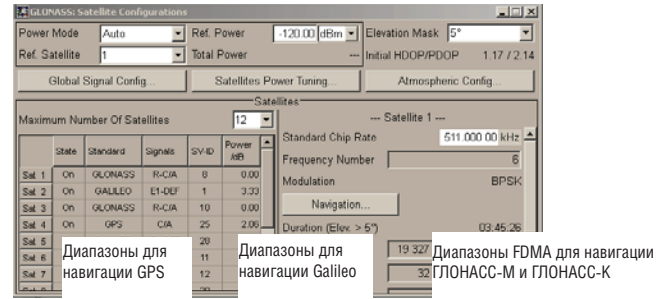 GLONASS: Satellite Configurations
Power Mode Auto Ref. Power -120.00 dBm Elevation Mask 5°
Ref. Satellite 1 Total Power --- Initial HDOP/PDOP 1.17 / 2.14
Global Signal Config... Satellites Power Tuning... Atmospheric Config...
Satellites
Maximum Number Of Satellites 12 --- Satellite 1 ---
Standard Chip Rate 511.000 00 kHz
State Standard Signals SV-ID Power /dB
Frequency Number 6
Sat 1 On GLONASS R-C/A 8 0.00
Modulation BPSK
Sat 2 On GALILEO E1-DEF 1 3.33
Sat 3 On GLONASS R-C/A 10 0.00
Navigation...
Sat 4 On GPS C/A 25 2.06
Duration (Elev. > 5°) 03:45:26
Sat 5 28
Sat 6 11
Sat 7 12
19 327
32
Диапазоны для
навигации GPS
Диапазоны для
навигации Galileo
Диапазоны FDMA для навигации
ГЛОНАСС-М и ГЛОНАСС-К